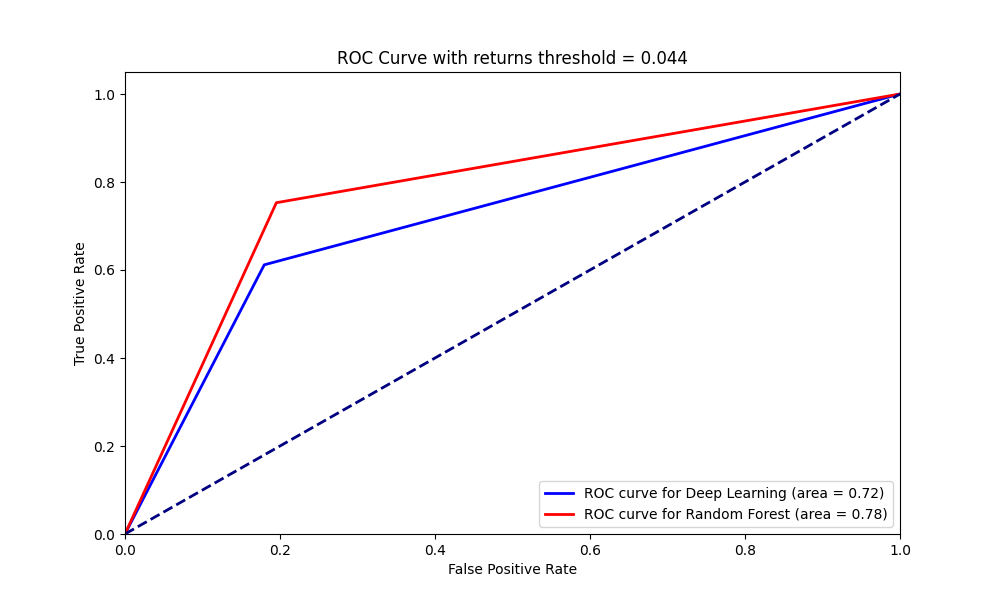 ROC Curve with returns threshold = 0.044
True Positive Rate
1.0
0.8
0.6
0.4
0.2
0.0
0.0 0.2 0.4 0.6 0.8 1.0
False Positive Rate
ROC curve for Deep Learning (area = 0.72)
ROC curve for Random Forest (area = 0.78)